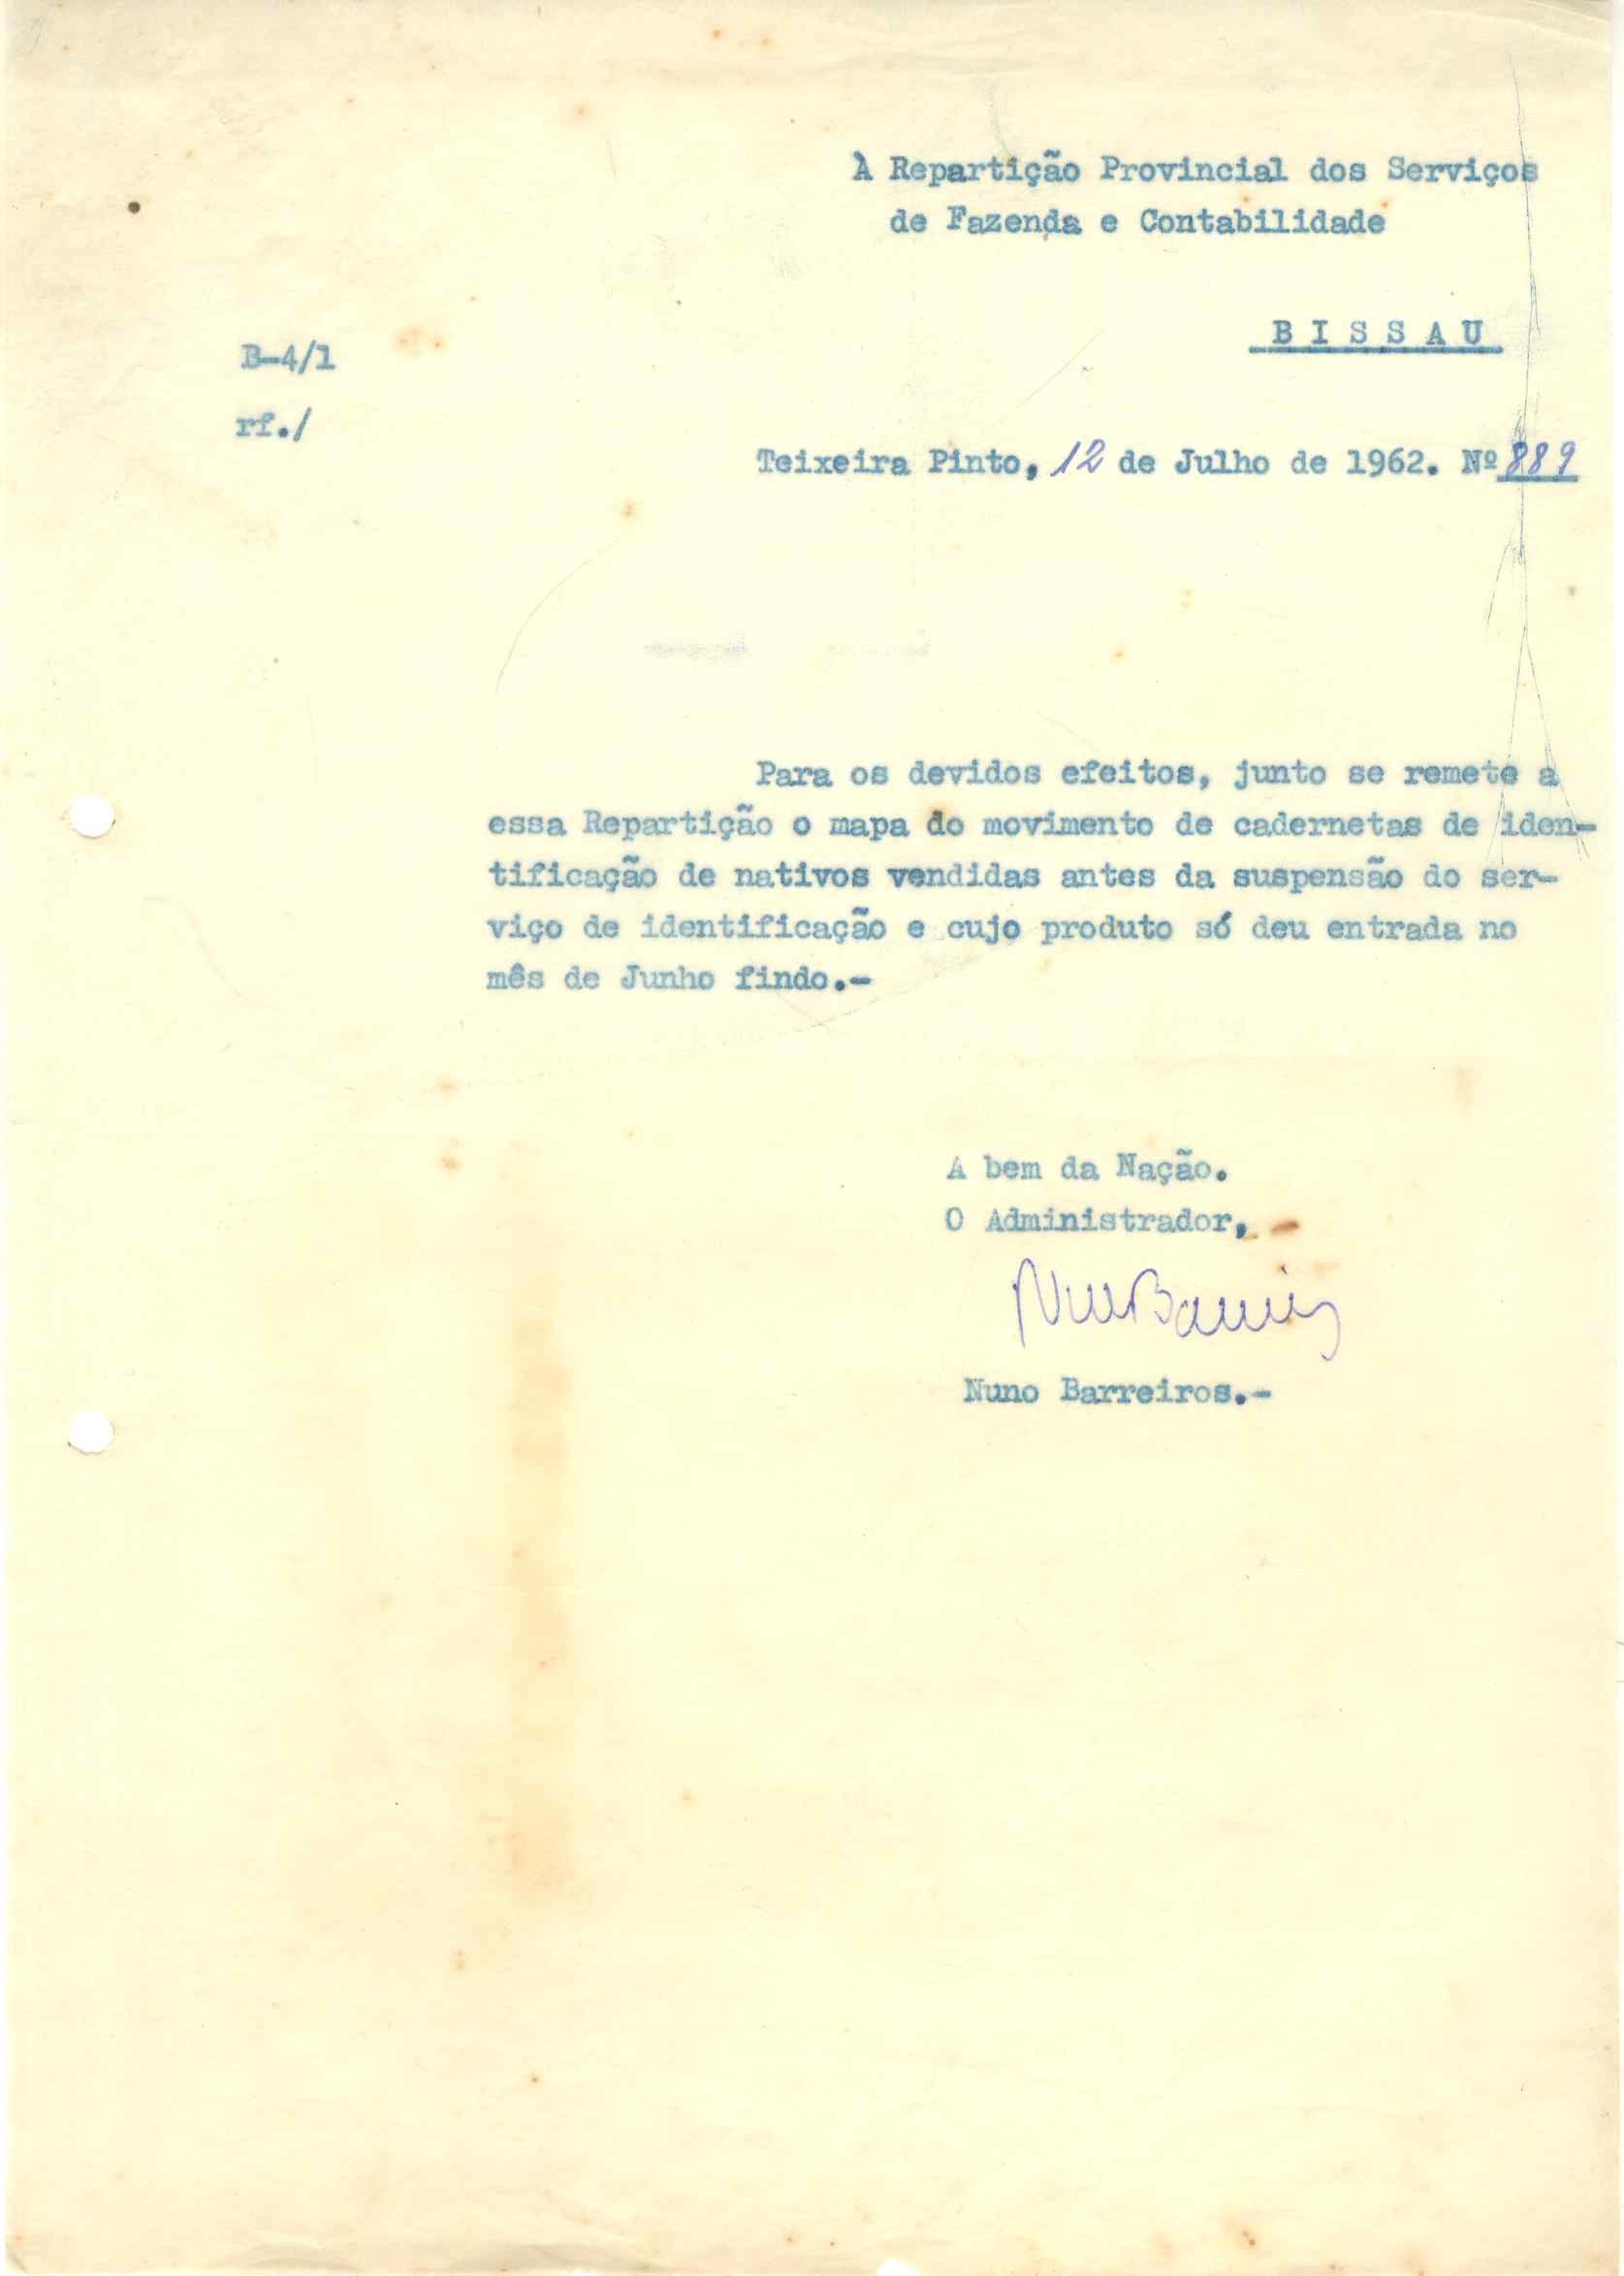 À Repartição Provincial dos Serviços
de Fazenda e Contabilidade
BISSAU
B-4/1
rf./
Teixeira Pinto, 12 de Julho de 1962. Nº 889
Para os devidos efeitos, junto se remete a
essa Repartição o mapa do movimento de cadernetas de iden-
tificação de nativos vendidas antes da suspensão do ser-
viço de identificação e cujo produto só deu entrada no
mês de Junho findo.-
A bem da Nação.
O Administrador,
Nuno Barreiros
Nuno Barreiros.-